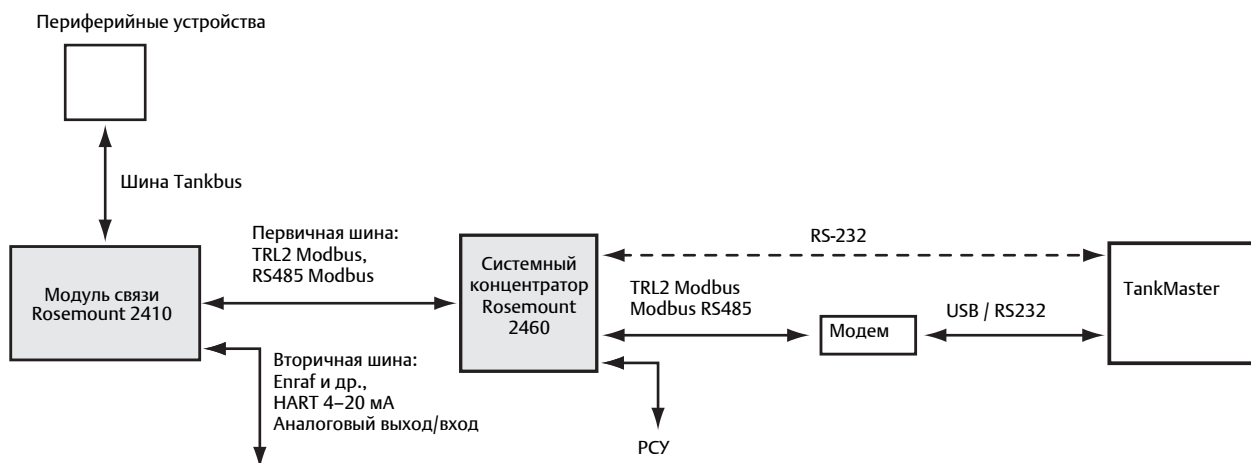 Периферийные устройства
Шина Tankbus
Первичная шина:
TRL2 Modbus,
RS485 Modbus
Модуль связи
Rosemount 2410
Системный
концентратор
Rosemount
2460
RS-232
TRL2 Modbus
Modbus RS485
Модем
USB / RS232
TankMaster
Вторичная шина:
Enraf и др.,
HART 4–20 мА
Аналоговый выход/вход
РСУ